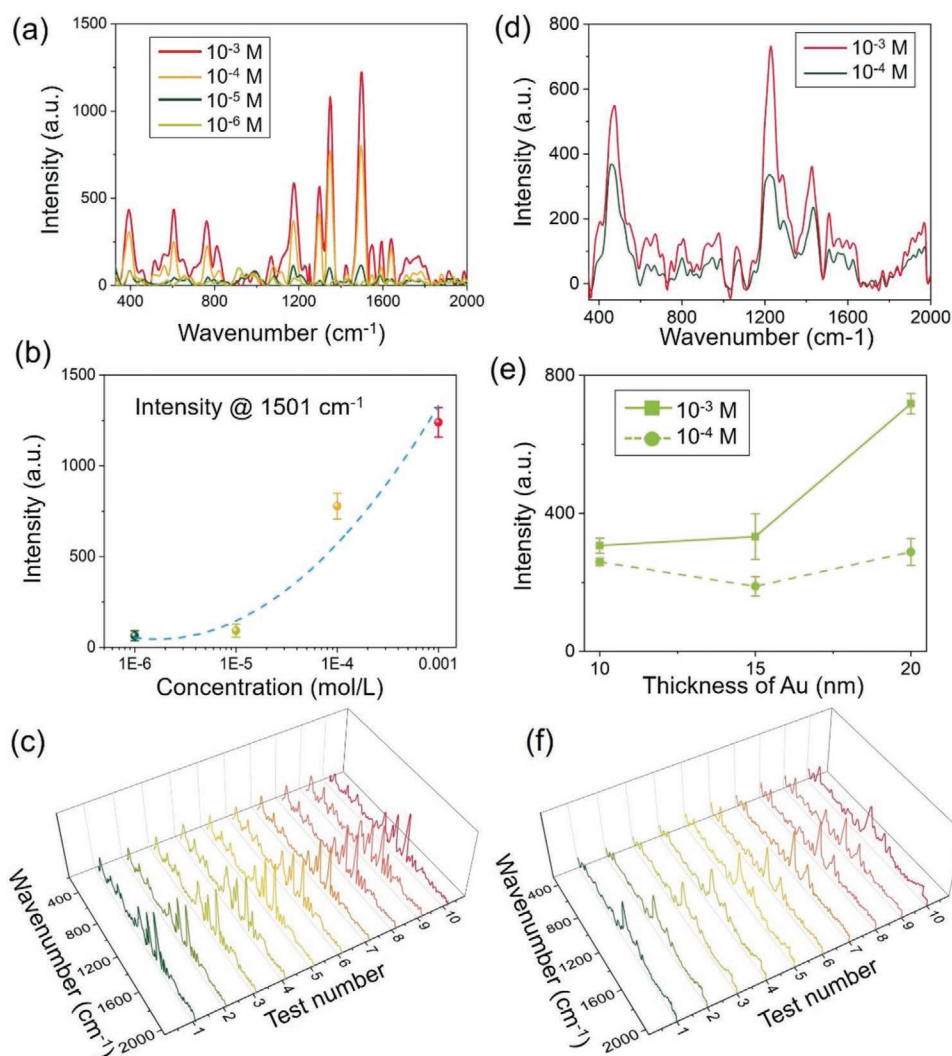 (a)
1500
1000
500
0
Intensity (a.u.)
10-3 M
10-4 M
10-5 M
10-6 M
400 800 1200 1600 2000
Wavenumber (cm-1)
(d)
800
600
400
200
0
Intensity (a.u.)
10-3 M
10-4 M
400 800 1200 1600 2000
Wavenumber (cm-1)
(b)
1500
1000
500
0
Intensity (a.u.)
Intensity @ 1501 cm-1
1E-6 1E-5 1E-4 0.001
Concentration (mol/L)
(e)
800
400
0
Intensity (a.u.)
10-3 M
10-4 M
10 15 20
Thickness of Au (nm)
(c)
400
800
1200
1600
2000
Wavenumber (cm-1)
1 2 3 4 5 6 7 8 9 10
Test number
(f)
400
800
1200
1600
2000
Wavenumber (cm-1)
1 2 3 4 5 6 7 8 9 10
Test number